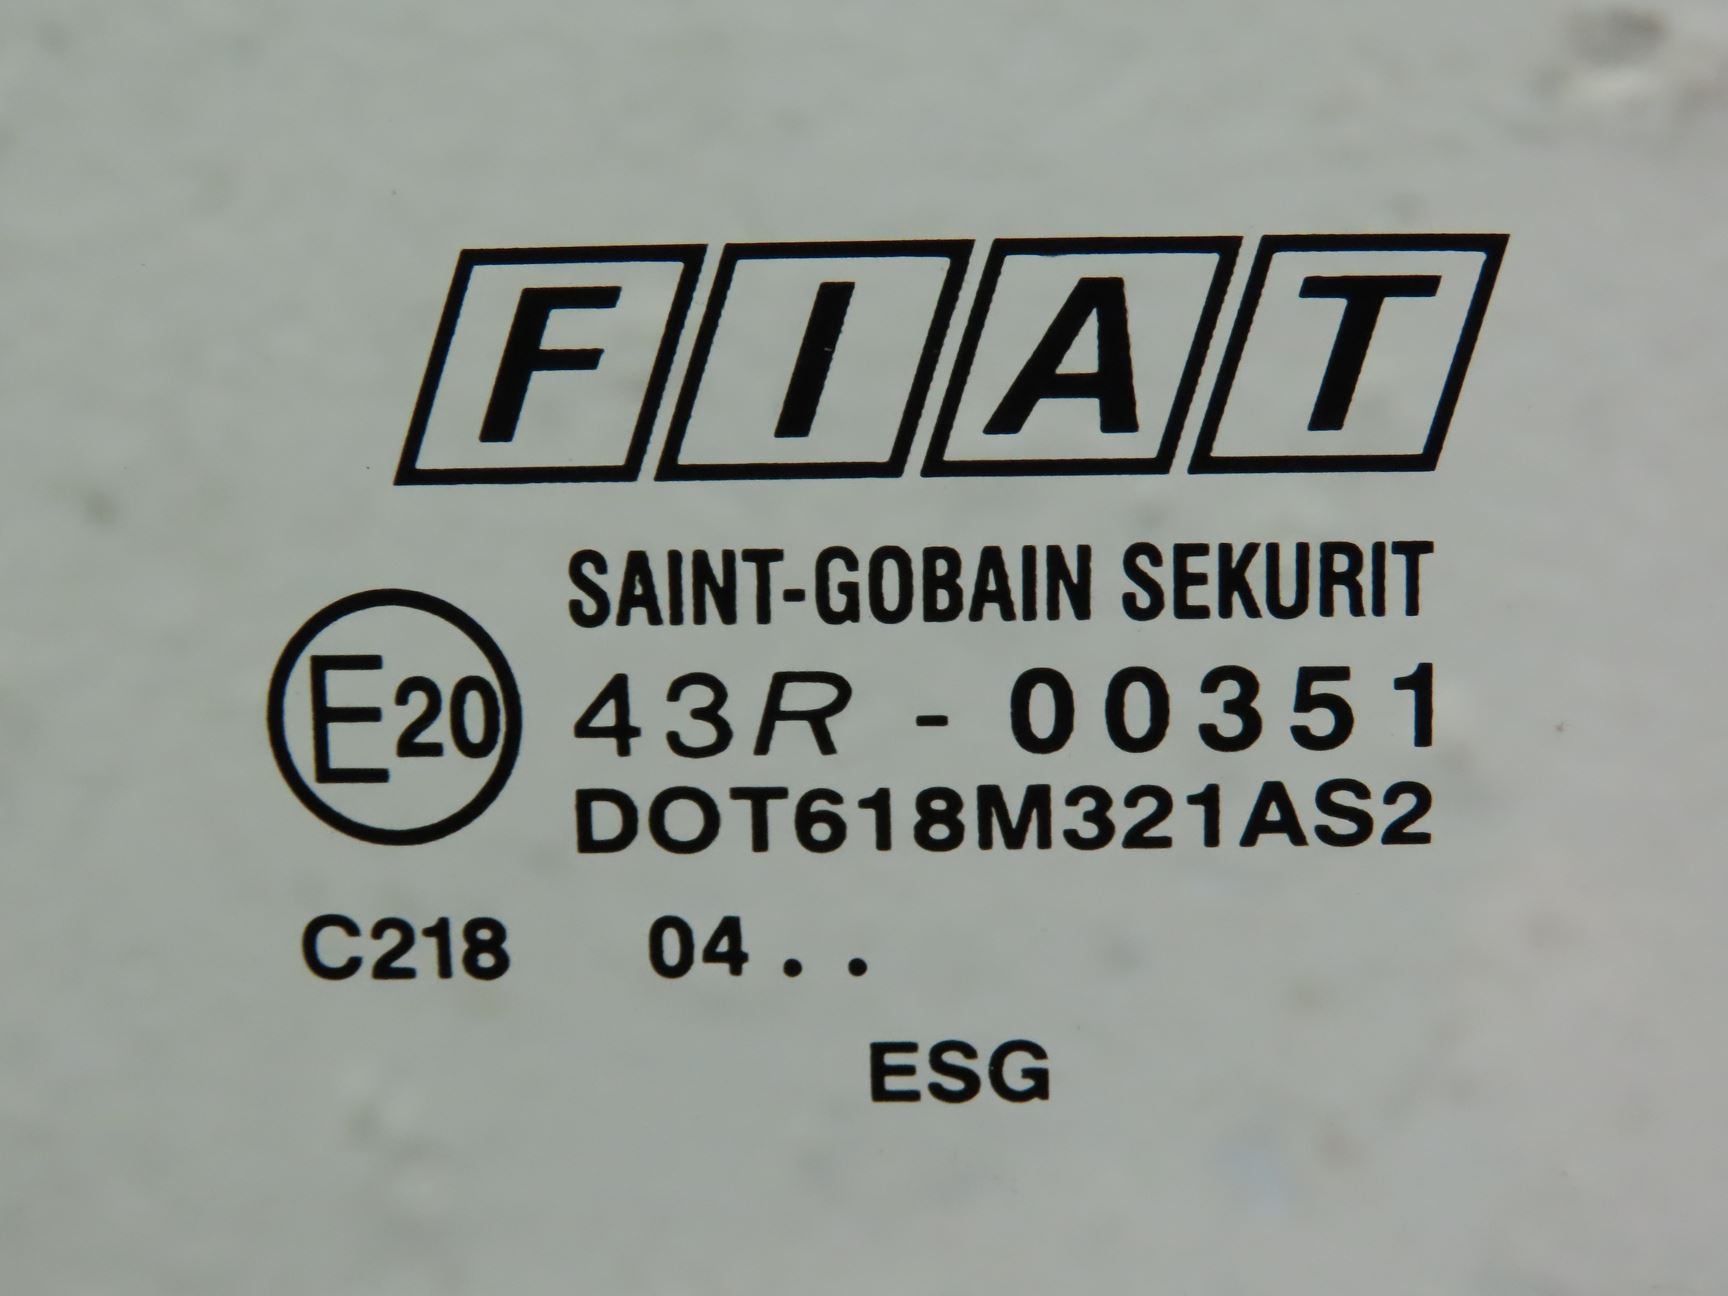 FIAT
SAINT-GOBAIN SEKURIT
E20 43R - 00351
DOT618M321AS2
C218 04 . .
ESG